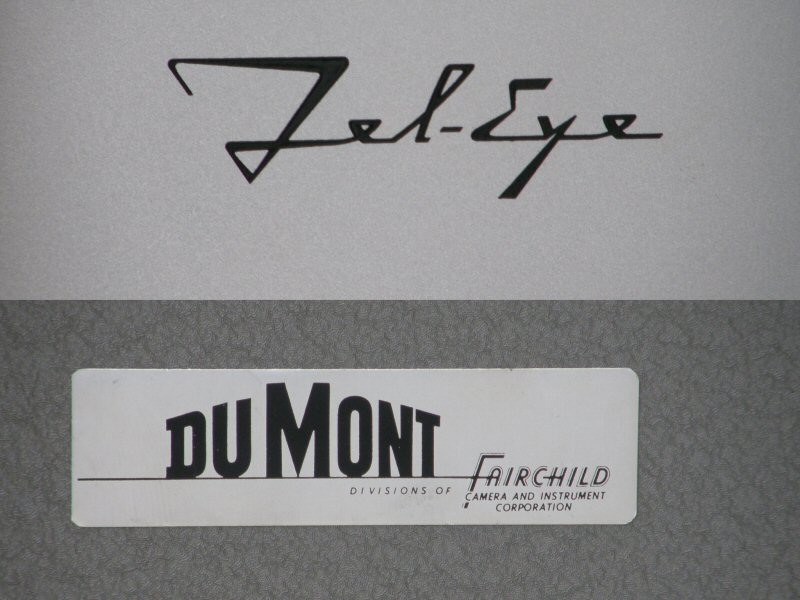 Tel-Eye
DUMONT
DIVISIONS OF FAIRCHILD
CAMERA AND INSTRUMENT
CORPORATION